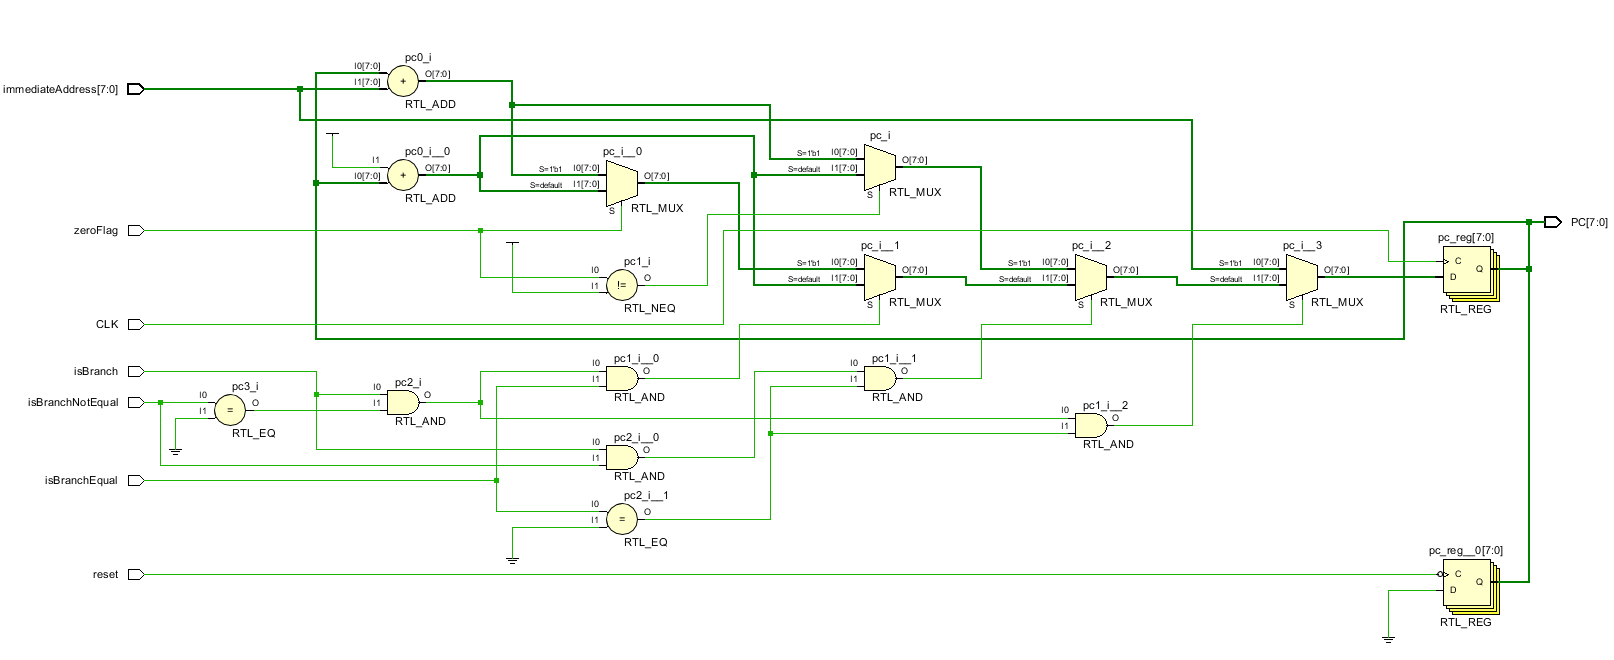 pc0_i
I0[7:0]
I1[7:0]
+
O[7:0]
RTL_ADD
immediateAddress[7:0]
pc0_i__0
I1
I0[7:0]
+
O[7:0]
RTL_ADD
pc_i__0
S=1'b1 I0[7:0]
S=default I1[7:0]
O[7:0]
S
RTL_MUX
pc_i
S=1'b1 I0[7:0]
S=default I1[7:0]
O[7:0]
S
RTL_MUX
zeroFlag
pc1_i
I0
I1
!=
O
RTL_NEQ
pc_i__1
S=1'b1 I0[7:0]
S=default I1[7:0]
O[7:0]
S
RTL_MUX
pc_i__2
S=1'b1 I0[7:0]
S=default I1[7:0]
O[7:0]
S
RTL_MUX
pc_i__3
S=1'b1 I0[7:0]
S=default I1[7:0]
O[7:0]
S
RTL_MUX
PC[7:0]
pc_reg[7:0]
C
D
Q
RTL_REG
CLK
isBranch
isBranchNotEqual
pc3_i
I0
I1
=
O
RTL_EQ
pc2_i
I0
I1
O
RTL_AND
pc1_i__0
I0
I1
O
RTL_AND
pc1_i__1
I0
I1
O
RTL_AND
pc1_i__2
I0
I1
O
RTL_AND
pc2_i__0
I0
I1
O
RTL_AND
isBranchEqual
pc2_i__1
I0
I1
=
O
RTL_EQ
reset
pc_reg__0[7:0]
C
D
Q
RTL_REG